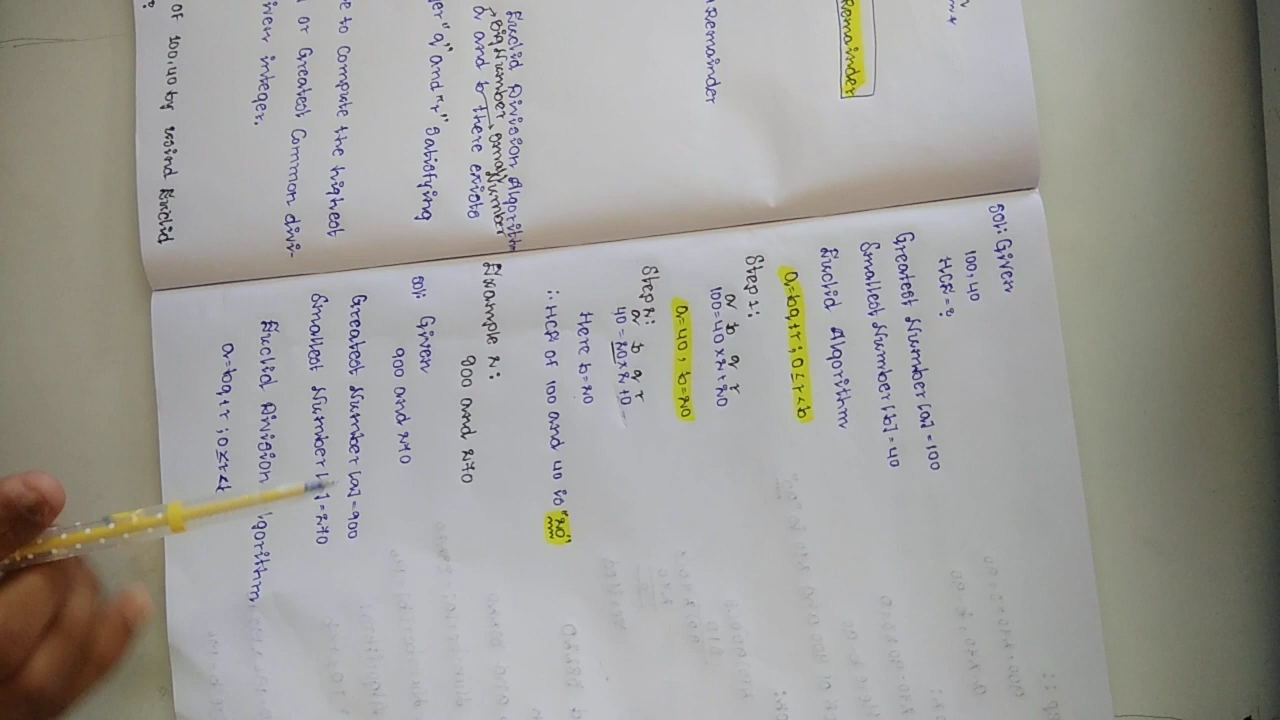 Remainder
Remainder
Euclid Division Algorithm
big Number small Number
a and b there exists
"q" and "r" satisfying
to compute the highest
or Greatest Common divi-
integer.
of 100, 40 by usind Euclid
Sol: Given
100, 40
HCF = ?
Greatest Number [a] = 100
Smallest Number [b] = 40
Euclid Algorithm
a=bq+r ; 0≤r<b
Step 1:
a b q r
100=40×2+20
a=40, b=20
Step 2:
a b q r
40=20×2+0
Here b=20
∴ HCF of 100 and 40 is "20"
Example 2:
900 and 270
Sol: Given
900 and 270
Greatest Number [a]=900
Smallest Number =270
Euclid Division lgorithm
a=bq+r ; 0≤r<b